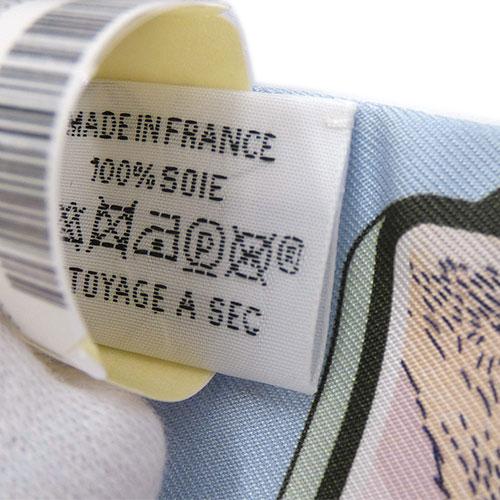 MADE IN FRANCE
100% SOIE
P ®
TOYAGE A SEC